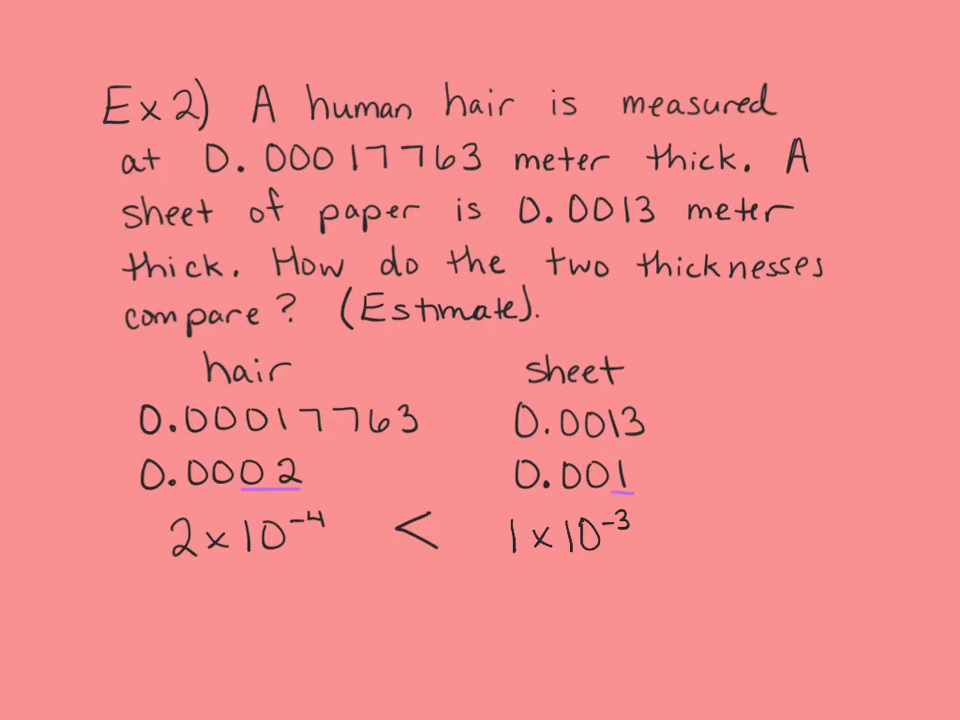 Ex 2) A human hair is measured
at 0.00017763 meter thick. A
sheet of paper is 0.0013 meter
thick. How do the two thicknesses
compare? (Estimate).
hair sheet
0.00017763 0.0013
0.0002 0.001
2 x 10⁻⁴ < 1 x 10⁻³